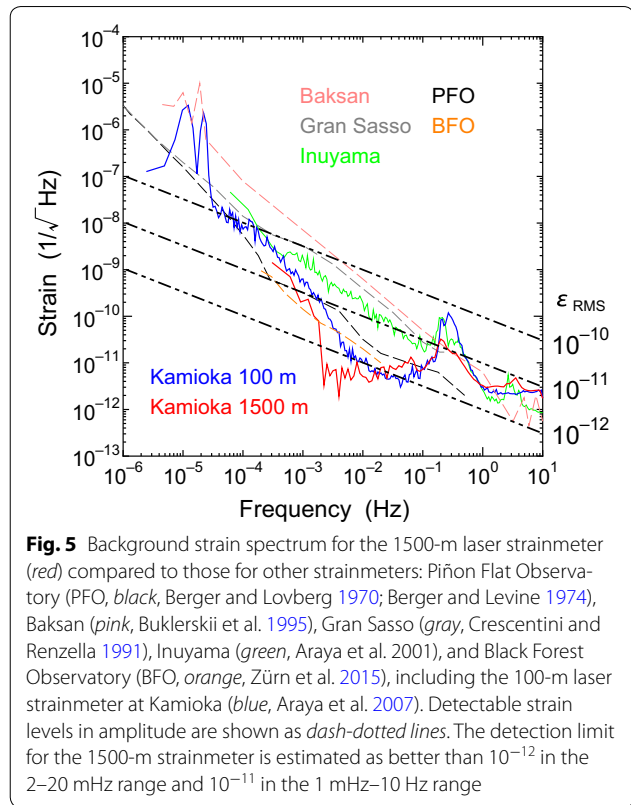 10⁻⁴
10⁻⁵
10⁻⁶
10⁻⁷
10⁻⁸
10⁻⁹
10⁻¹⁰
10⁻¹¹
10⁻¹²
10⁻¹³
Strain (1/√Hz)
Baksan PFO
Gran Sasso BFO
Inuyama
Kamioka 100 m
Kamioka 1500 m
ε RMS
10⁻¹⁰
10⁻¹¹
10⁻¹²
10⁻⁶ 10⁻⁵ 10⁻⁴ 10⁻³ 10⁻² 10⁻¹ 10⁰ 10¹
Frequency (Hz)
Fig. 5 Background strain spectrum for the 1500-m laser strainmeter
(red) compared to those for other strainmeters: Piñon Flat Observa-
tory (PFO, black, Berger and Lovberg 1970; Berger and Levine 1974),
Baksan (pink, Buklerskii et al. 1995), Gran Sasso (gray, Crescentini and
Renzella 1991), Inuyama (green, Araya et al. 2001), and Black Forest
Observatory (BFO, orange, Zürn et al. 2015), including the 100-m laser
strainmeter at Kamioka (blue, Araya et al. 2007). Detectable strain
levels in amplitude are shown as dash-dotted lines. The detection limit
for the 1500-m strainmeter is estimated as better than 10⁻¹² in the
2–20 mHz range and 10⁻¹¹ in the 1 mHz–10 Hz range